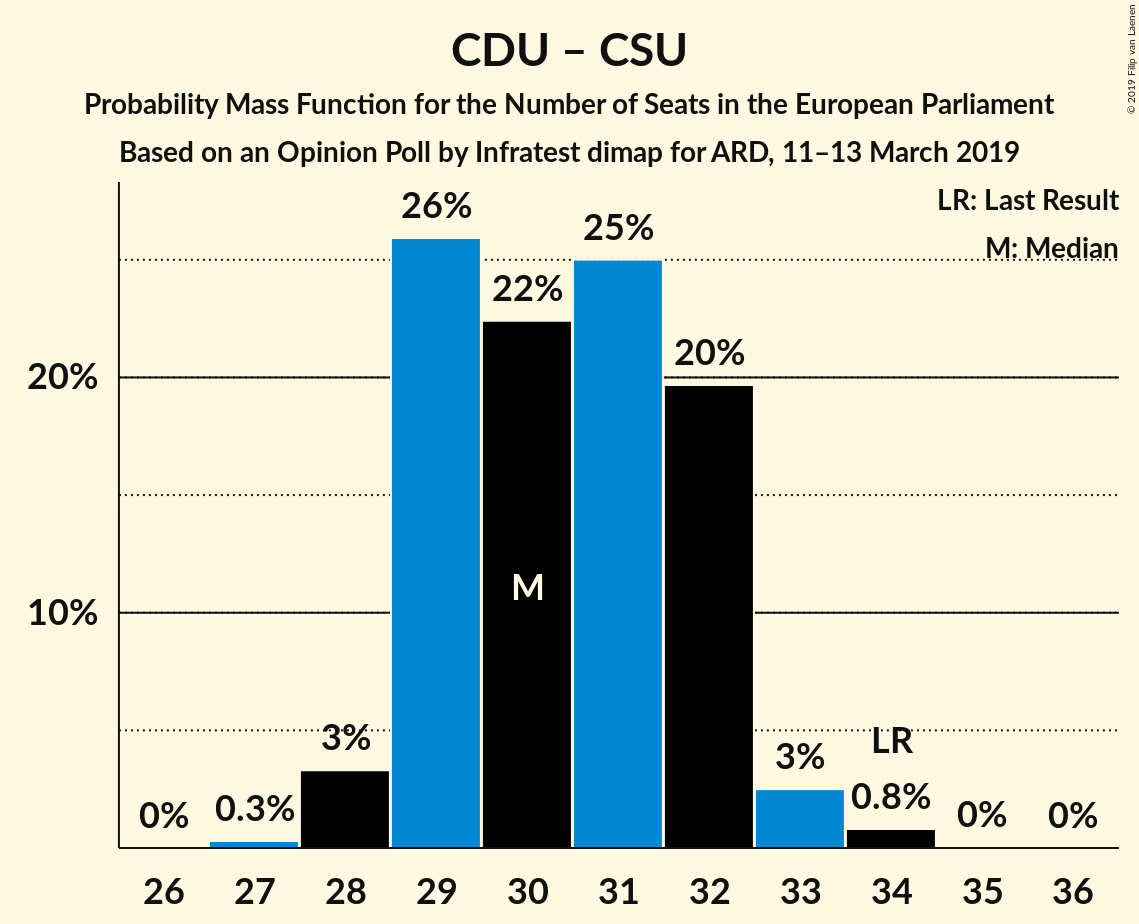 © 2019 Filip van Laenen
CDU – CSU
Probability Mass Function for the Number of Seats in the European Parliament
Based on an Opinion Poll by Infratest dimap for ARD, 11–13 March 2019
LR: Last Result
M: Median
26%
25%
22%
20%
20%
M
10%
LR
3%
3%
0.8%
0.3%
0%
0%
0%
26 27 28 29 30 31 32 33 34 35 36